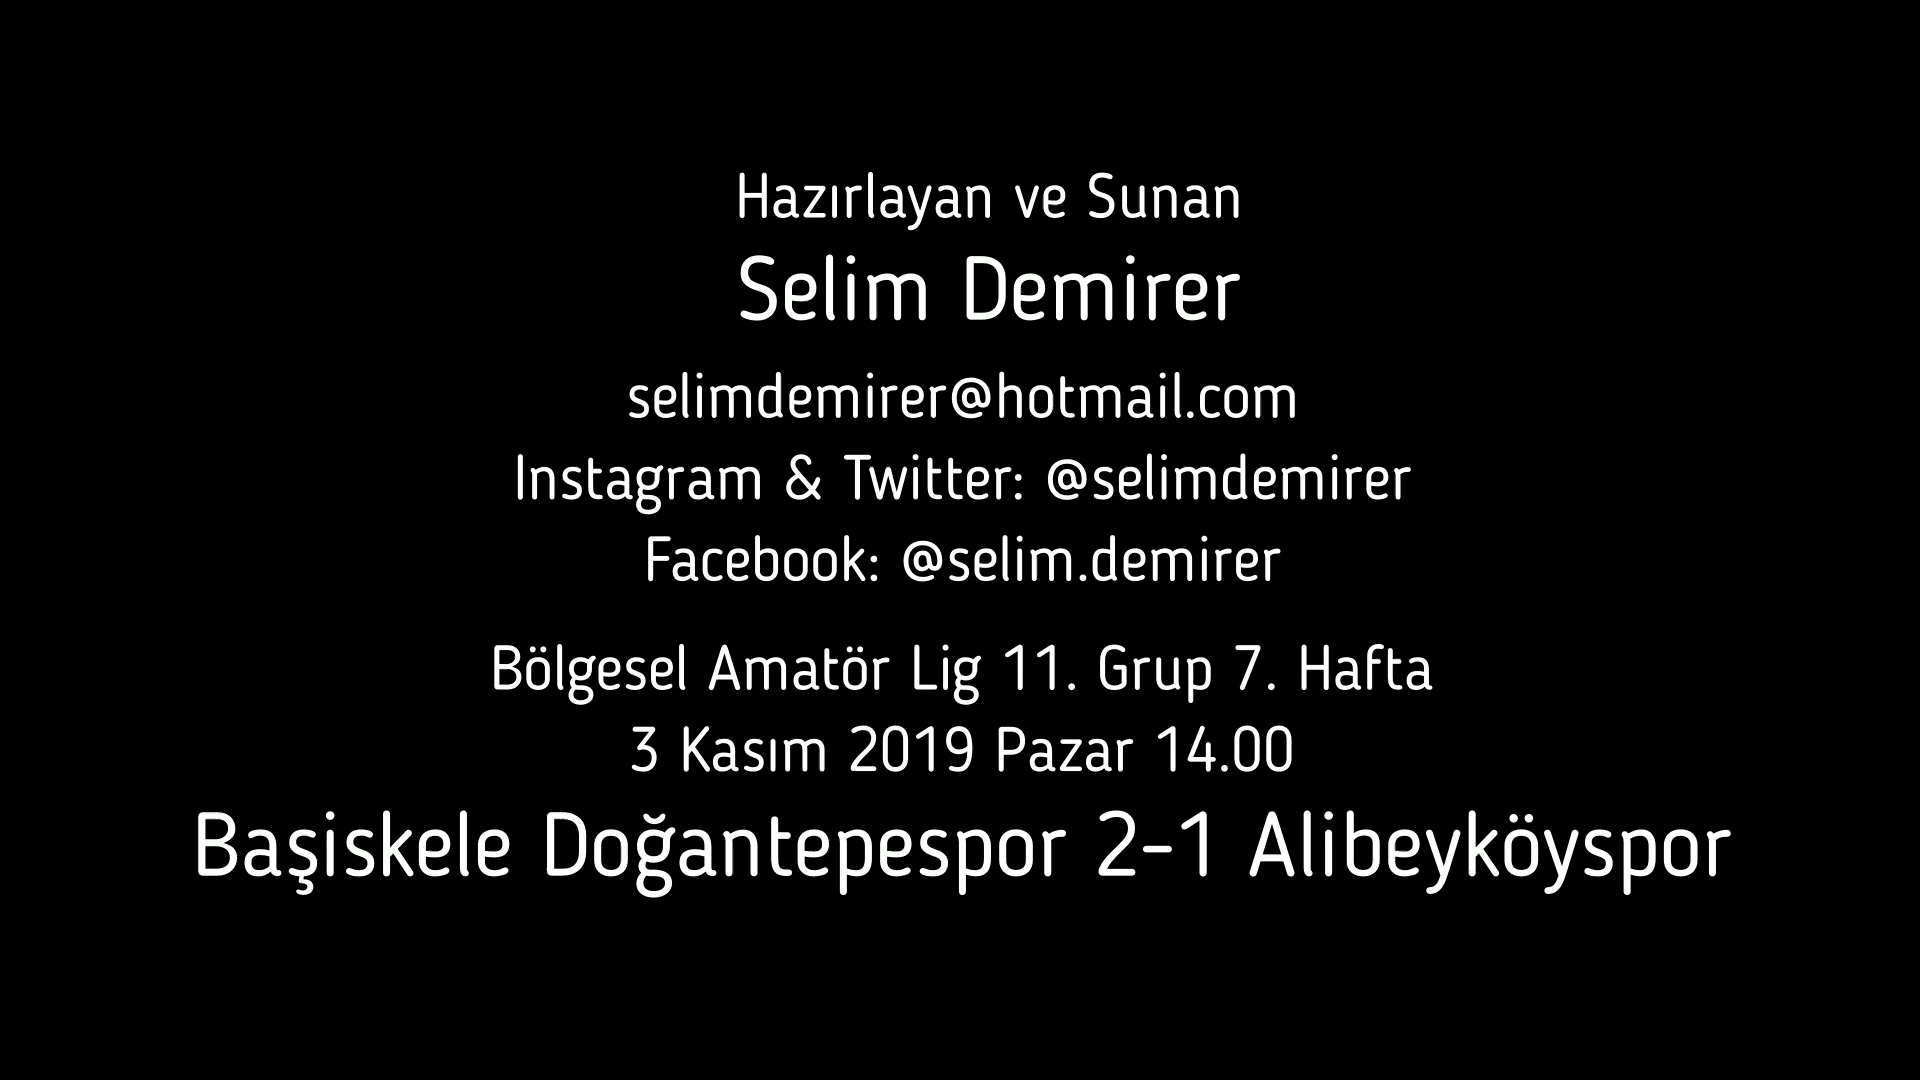 Hazırlayan ve Sunan
Selim Demirer
selimdemirer@hotmail.com
Instagram & Twitter: @selimdemirer
Facebook: @selim.demirer
Bölgesel Amatör Lig 11. Grup 7. Hafta
3 Kasım 2019 Pazar 14.00
Başiskele Doğantepespor 2-1 Alibeyköyspor